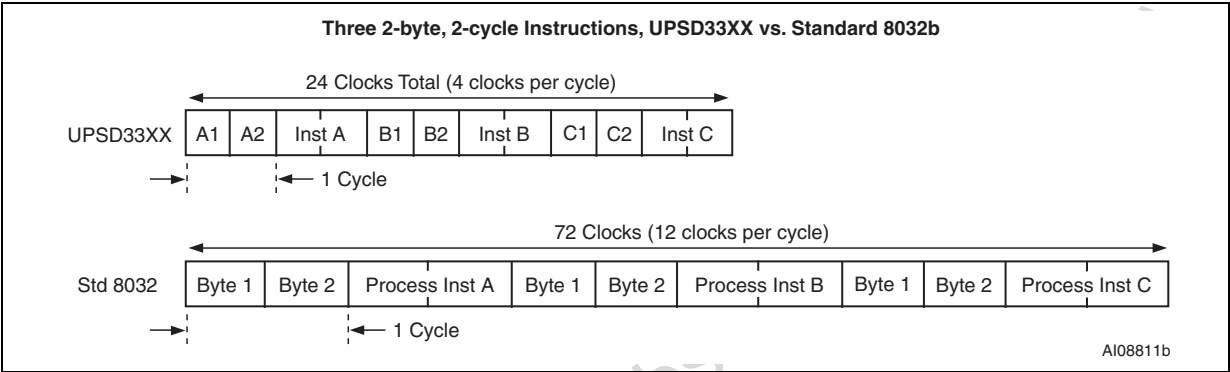 Three 2-byte, 2-cycle Instructions, UPSD33XX vs. Standard 8032b
24 Clocks Total (4 clocks per cycle)
UPSD33XX A1 A2 Inst A B1 B2 Inst B C1 C2 Inst C
1 Cycle
72 Clocks (12 clocks per cycle)
Std 8032 Byte 1 Byte 2 Process Inst A Byte 1 Byte 2 Process Inst B Byte 1 Byte 2 Process Inst C
1 Cycle
AI08811b